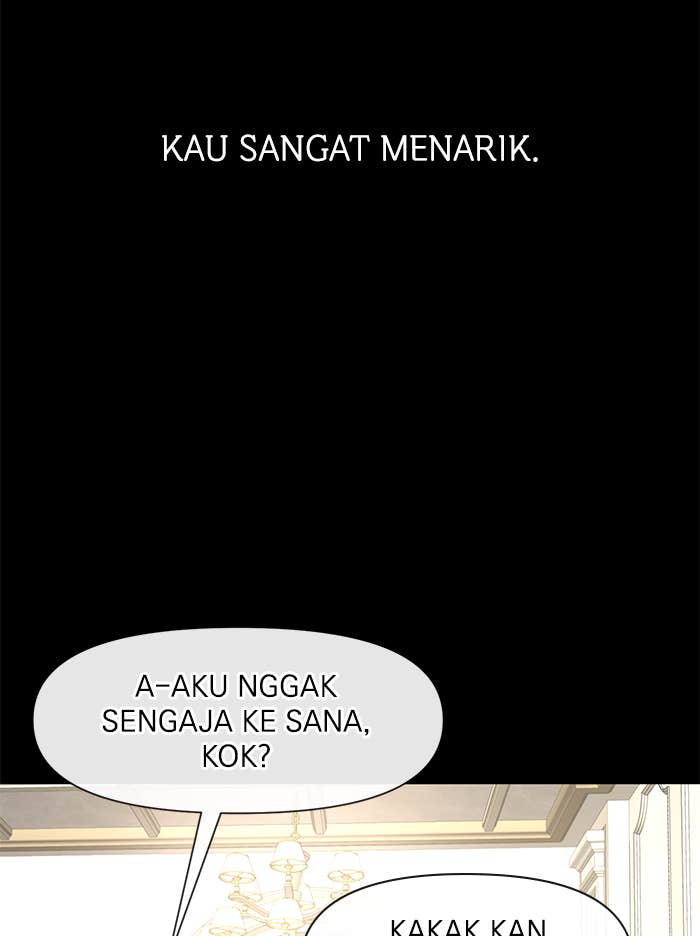 KAU SANGAT MENARIK.
A-AKU NGGAK
SENGAJA KE SANA,
KOK?
KAKAK KAN